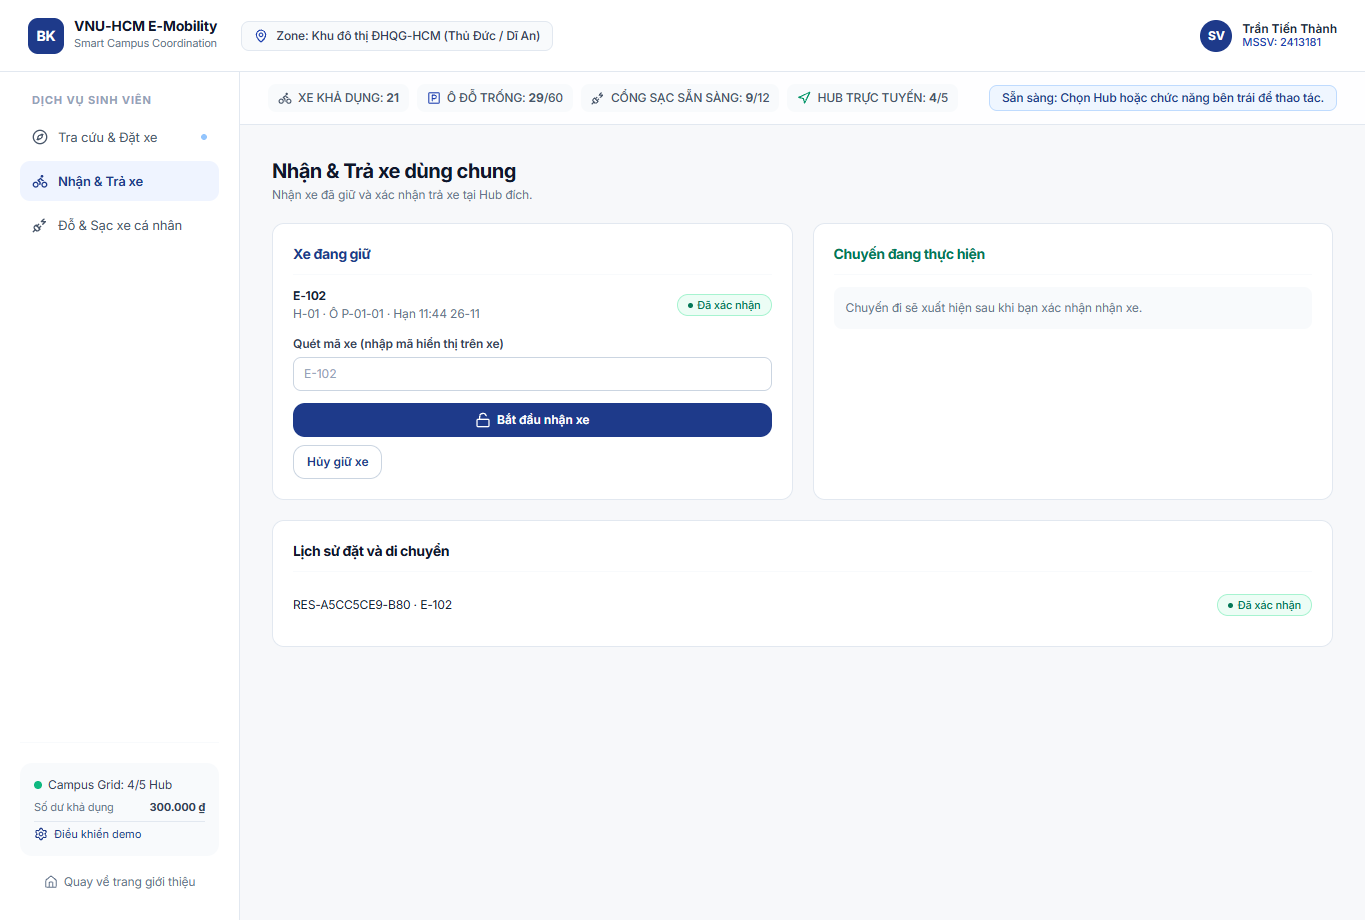 BK
VNU-HCM E-Mobility
Smart Campus Coordination
Zone: Khu đô thị ĐHQG-HCM (Thủ Đức / Dĩ An)
SV
Trần Tiến Thành
MSSV: 2413181
DỊCH VỤ SINH VIÊN
Tra cứu & Đặt xe
Nhận & Trả xe
Đỗ & Sạc xe cá nhân
XE KHẢ DỤNG: 21
Ô ĐỖ TRỐNG: 29/60
CỔNG SẠC SẴN SÀNG: 9/12
HUB TRỰC TUYẾN: 4/5
Sẵn sàng: Chọn Hub hoặc chức năng bên trái để thao tác.
Nhận & Trả xe dùng chung
Nhận xe đã giữ và xác nhận trả xe tại Hub đích.
Xe đang giữ
E-102
H-01 · Ô P-01-01 · Hạn 11:44 26-11
Đã xác nhận
Quét mã xe (nhập mã hiển thị trên xe)
E-102
Bắt đầu nhận xe
Hủy giữ xe
Chuyến đang thực hiện
Chuyến đi sẽ xuất hiện sau khi bạn xác nhận nhận xe.
Lịch sử đặt và di chuyển
RES-A5CC5CE9-B80 · E-102
Đã xác nhận
Campus Grid: 4/5 Hub
Số dư khả dụng 300.000 ₫
Điều khiển demo
Quay về trang giới thiệu